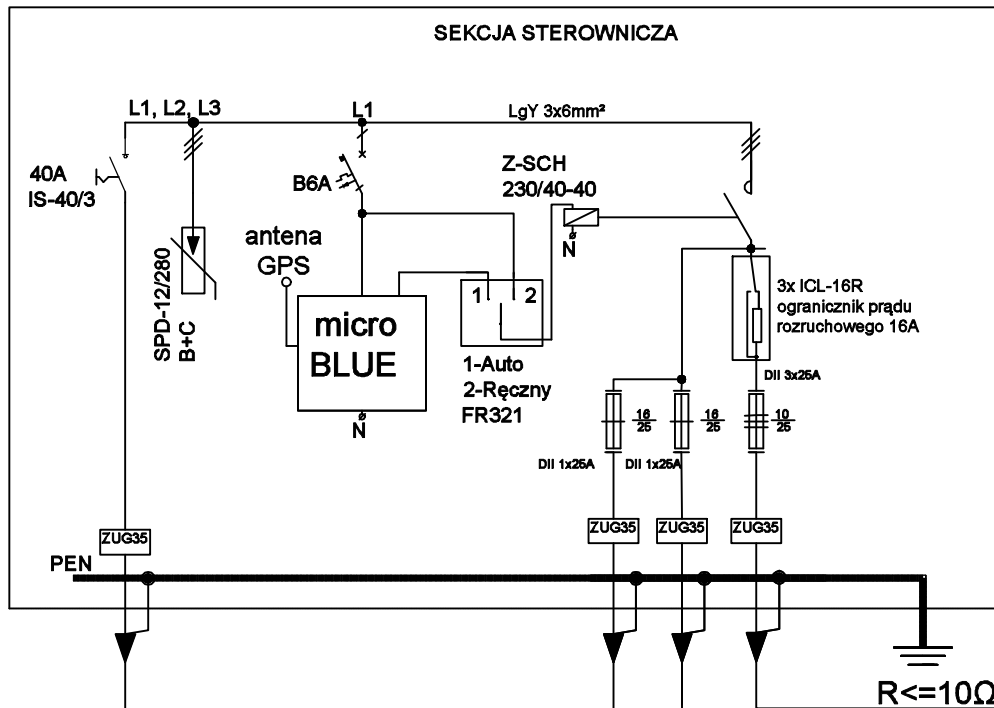 SEKCJA STEROWNICZA
L1, L2, L3
L1
LgY 3x6mm²
40A
IS-40/3
B6A
Z-SCH
230/40-40
N
SPD-12/280
B+C
antena
GPS
micro
BLUE
N
1 2
1-Auto
2-Ręczny
FR321
3x ICL-16R
ogranicznik prądu
rozruchowego 16A
DII 3x25A
16
25
16
25
10
25
DII 1x25A
DII 1x25A
ZUG35
ZUG35
ZUG35
ZUG35
PEN
R<=10Ω